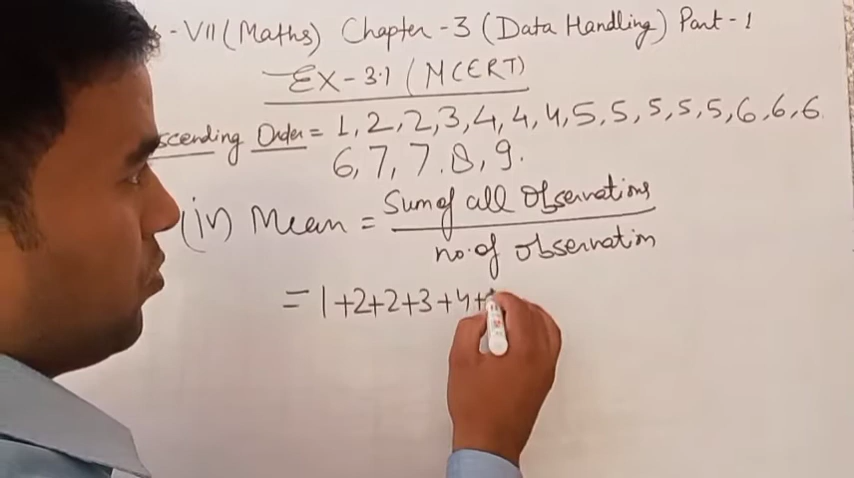 - VII (Maths) Chapter - 3 (Data Handling) Part - 1
Ex - 3.1 (NCERT)
scending Order = 1, 2, 2, 3, 4, 4, 4, 5, 5, 5, 5, 5, 6, 6, 6
6, 7, 7. 8, 9.
(iv) Mean = Sum of all Observations
no. of observation
= 1+2+2+3+4+